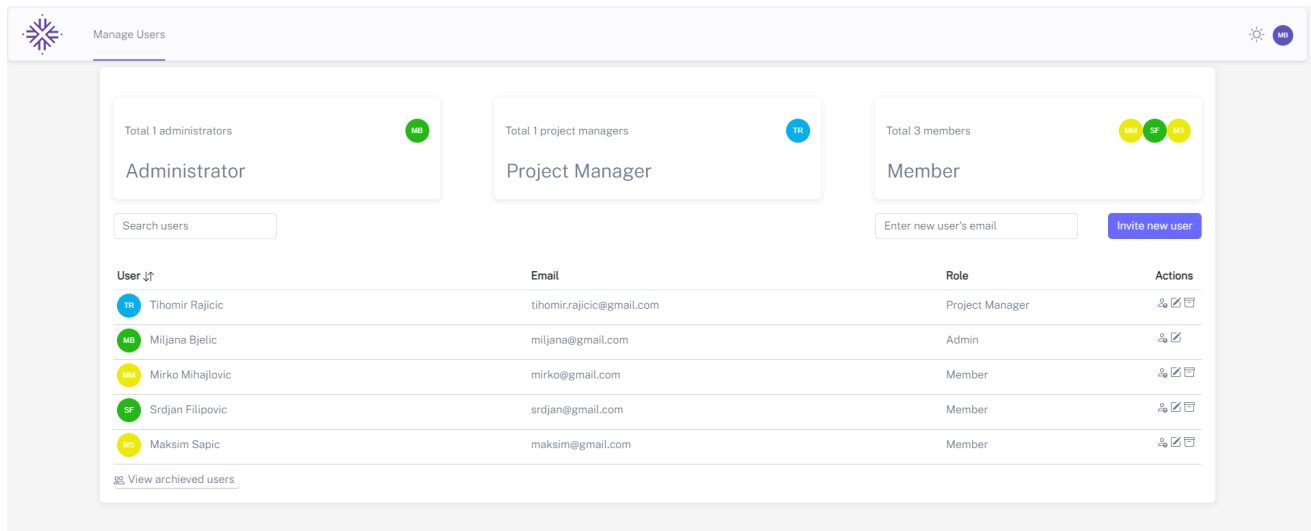 Manage Users
MB
Total 1 administrators MB
Administrator
Total 1 project managers TR
Project Manager
Total 3 members MM SF MS
Member
Search users
Enter new user's email
Invite new user
User Email Role Actions
TR Tihomir Rajicic tihomir.rajicic@gmail.com Project Manager
MB Miljana Bjelic miljana@gmail.com Admin
MM Mirko Mihajlovic mirko@gmail.com Member
SF Srdjan Filipovic srdjan@gmail.com Member
MS Maksim Sapic maksim@gmail.com Member
View archieved users